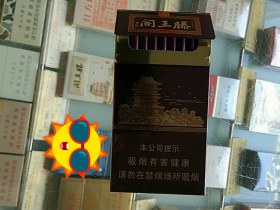 滕王閣
本公司提示
吸烟有害健康
请勿在禁烟场所吸烟